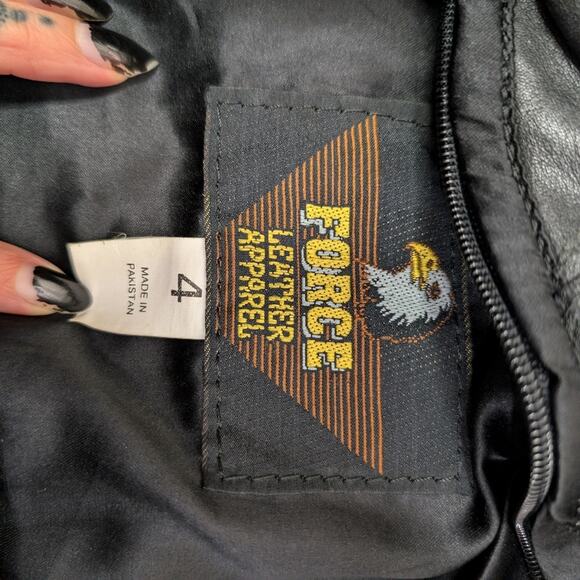 FORCE
LEATHER
APPAREL
4
MADE IN
PAKISTAN